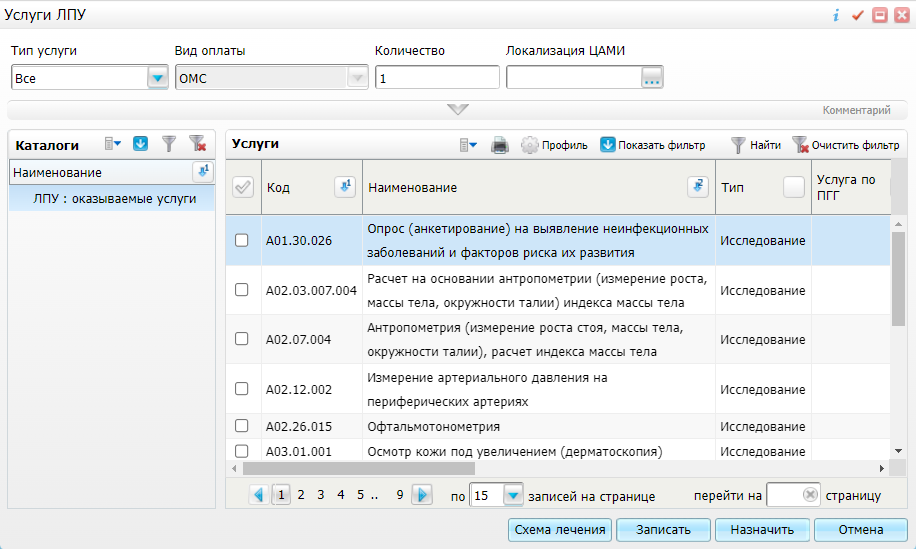 Услуги ЛПУ
Тип услуги Вид оплаты Количество Локализация ЦАМИ
Все ОМС 1 ...
Комментарий
Каталоги
Наименование
ЛПУ : оказываемые услуги
Услуги Профиль Показать фильтр Найти Очистить фильтр
Код Наименование Тип Услуга по
ПГГ
A01.30.026 Опрос (анкетирование) на выявление неинфекционных
заболеваний и факторов риска их развития Исследование
A02.03.007.004 Расчет на основании антропометрии (измерение роста,
массы тела, окружности талии) индекса массы тела Исследование
A02.07.004 Антропометрия (измерение роста стоя, массы тела,
окружности талии), расчет индекса массы тела Исследование
A02.12.002 Измерение артериального давления на
периферических артериях Исследование
A02.26.015 Офтальмотонометрия Исследование
A03.01.001 Осмотр кожи под увеличением (дерматоскопия) Исследование
1 2 3 4 5 .. 9 по 15 записей на странице перейти на страницу
Схема лечения Записать Назначить Отмена